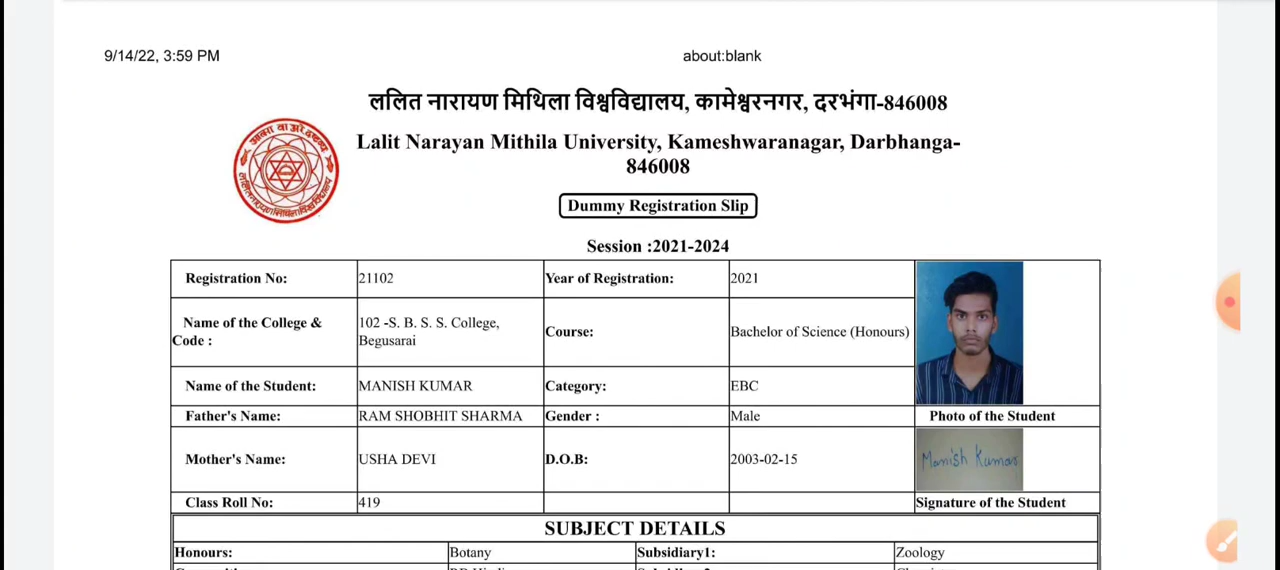 9/14/22, 3:59 PM about:blank
ललित नारायण मिथिला विश्वविद्यालय, कामेश्वरनगर, दरभंगा-846008
Lalit Narayan Mithila University, Kameshwaranagar, Darbhanga-
846008
Dummy Registration Slip
Session :2021-2024
Registration No: 21102 Year of Registration: 2021
Name of the College & Code : 102 -S. B. S. S. College, Begusarai Course: Bachelor of Science (Honours)
Name of the Student: MANISH KUMAR Category: EBC
Father's Name: RAM SHOBHIT SHARMA Gender : Male Photo of the Student
Mother's Name: USHA DEVI D.O.B: 2003-02-15 Manish Kumar
Class Roll No: 419 Signature of the Student
SUBJECT DETAILS
Honours: Botany Subsidiary1: Zoology